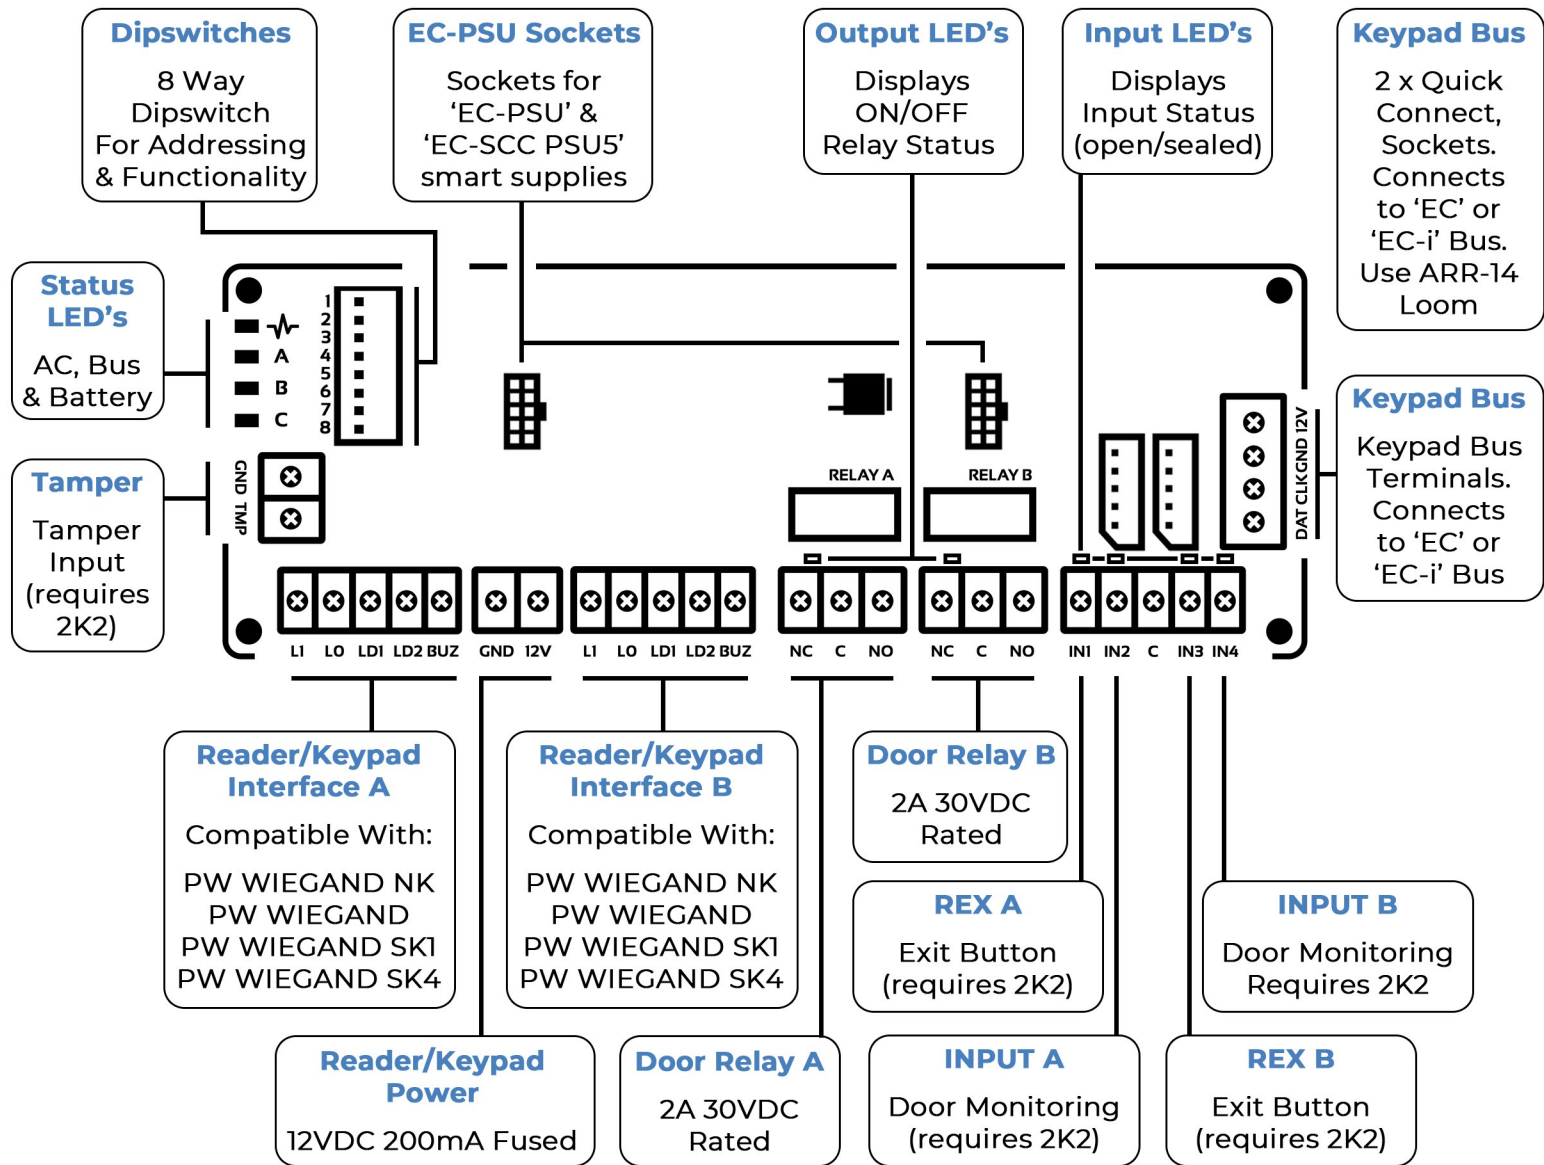 Dipswitches
8 Way
Dipswitch
For Addressing
& Functionality
EC-PSU Sockets
Sockets for
‘EC-PSU’ &
‘EC-SCC PSU5’
smart supplies
Output LED’s
Displays
ON/OFF
Relay Status
Input LED’s
Displays
Input Status
(open/sealed)
Keypad Bus
2 x Quick
Connect,
Sockets.
Connects
to ‘EC’ or
‘EC-i’ Bus.
Use ARR-14
Loom
Status
LED’s
AC, Bus
& Battery
A
B
C
1
2
3
4
5
6
7
8
RELAY A
RELAY B
DAT CLK GND 12V
Keypad Bus
Keypad Bus
Terminals.
Connects
to ‘EC’ or
‘EC-i’ Bus
Tamper
Tamper
Input
(requires
2K2)
GND TMP
L1 L0 LD1 LD2 BUZ
GND 12V
L1 L0 LD1 LD2 BUZ
NC C NO
NC C NO
IN1 IN2 C IN3 IN4
Reader/Keypad
Interface A
Compatible With:
PW WIEGAND NK
PW WIEGAND
PW WIEGAND SK1
PW WIEGAND SK4
Reader/Keypad
Interface B
Compatible With:
PW WIEGAND NK
PW WIEGAND
PW WIEGAND SK1
PW WIEGAND SK4
Door Relay B
2A 30VDC
Rated
REX A
Exit Button
(requires 2K2)
INPUT B
Door Monitoring
Requires 2K2
Reader/Keypad
Power
12VDC 200mA Fused
Door Relay A
2A 30VDC
Rated
INPUT A
Door Monitoring
(requires 2K2)
REX B
Exit Button
(requires 2K2)